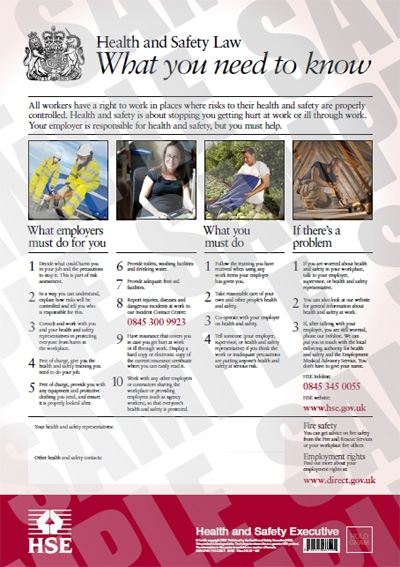 Health and Safety Law
What you need to know
All workers have a right to work in places where risks to their health and safety are properly
controlled. Health and safety is about stopping you getting hurt at work or ill through work.
Your employer is responsible for health and safety, but you must help.
What employers
must do for you
1 Decide what could harm you
in your job and the precautions
to stop it. This is part of risk
assessment.
2 In a way you can understand,
explain how risks will be
controlled and tell you who
is responsible for this.
3 Consult and work with you
and your health and safety
representatives in protecting
everyone from harm in
the workplace.
4 Free of charge, give you the
health and safety training you
need to do your job.
5 Free of charge, provide you with
any equipment and protective
clothing you need, and ensure
it is properly looked after.
6 Provide toilets, washing facilities
and drinking water.
7 Provide adequate first-aid
facilities.
8 Report injuries, diseases and
dangerous incidents at work to
our Incident Contact Centre:
0845 300 9923
9 Have insurance that covers you
in case you get hurt at work
or ill through work. Display a
hard copy or electronic copy of
the current insurance certificate
where you can easily read it.
10 Work with any other employers
or contractors sharing the
workplace or providing
employees (such as agency
workers), so that everyone's
health and safety is protected.
What you
must do
1 Follow the training you have
received when using any
work items your employer
has given you.
2 Take reasonable care of your
own and other people's health
and safety.
3 Co-operate with your employer
on health and safety.
4 Tell someone (your employer,
supervisor, or health and safety
representative) if you think the
work or inadequate precautions
are putting anyone's health and
safety at serious risk.
If there's a
problem
1 If you are worried about health
and safety in your workplace,
talk to your employer,
supervisor, or health and safety
representative.
2 You can also look at our website
for general information about
health and safety at work.
3 If, after talking with your
employer, you are still worried,
phone our Infoline. We can
put you in touch with the local
enforcing authority for health
and safety and the Employment
Medical Advisory Service. You
don't have to give your name.
HSE Infoline:
0845 345 0055
HSE website:
www.hse.gov.uk
Fire safety
You can get advice on fire safety
from the Fire and Rescue Services
or your workplace fire officer.
Employment rights
Find out more about your
employment rights at:
www.direct.gov.uk
Your health and safety representatives:
Other health and safety contacts:
HSE
Health and Safety Executive
HOLO
GRAM
SAMPLE